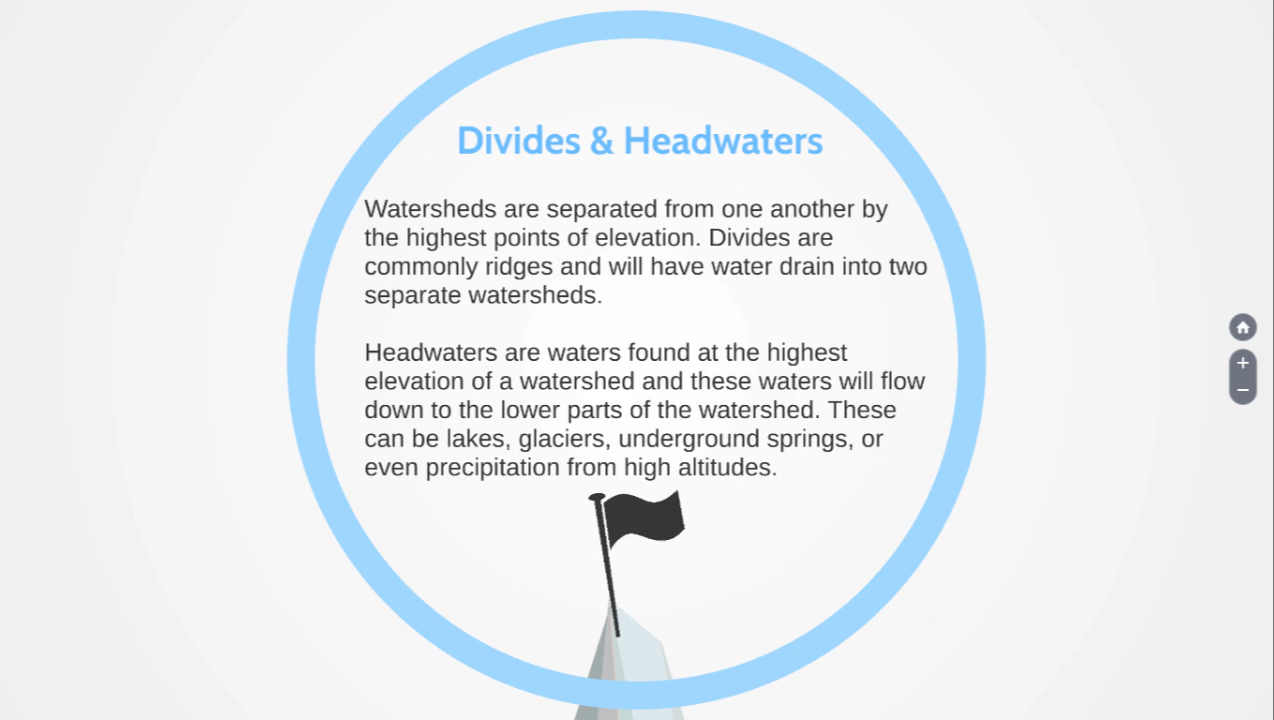 Divides & Headwaters
Watersheds are separated from one another by
the highest points of elevation. Divides are
commonly ridges and will have water drain into two
separate watersheds.
Headwaters are waters found at the highest
elevation of a watershed and these waters will flow
down to the lower parts of the watershed. These
can be lakes, glaciers, underground springs, or
even precipitation from high altitudes.